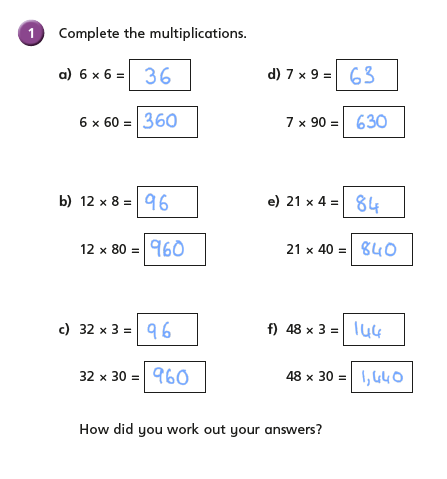 1 Complete the multiplications.
a) 6 × 6 = 36
6 × 60 = 360
b) 12 × 8 = 96
12 × 80 = 960
c) 32 × 3 = 96
32 × 30 = 960
d) 7 × 9 = 63
7 × 90 = 630
e) 21 × 4 = 84
21 × 40 = 840
f) 48 × 3 = 144
48 × 30 = 1,440
How did you work out your answers?